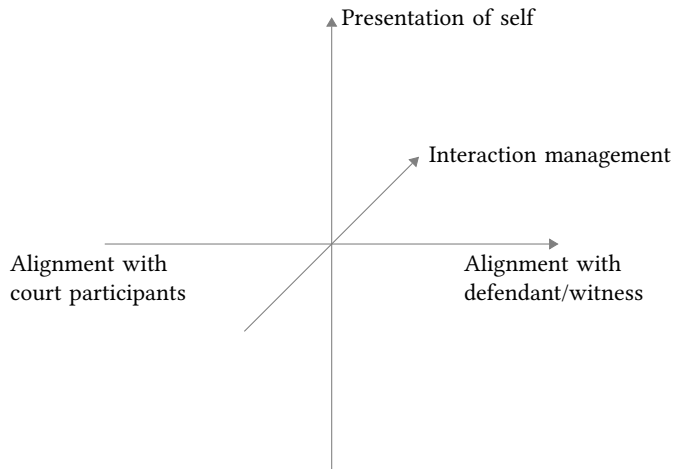 Presentation of self
Interaction management
Alignment with
court participants
Alignment with
defendant/witness